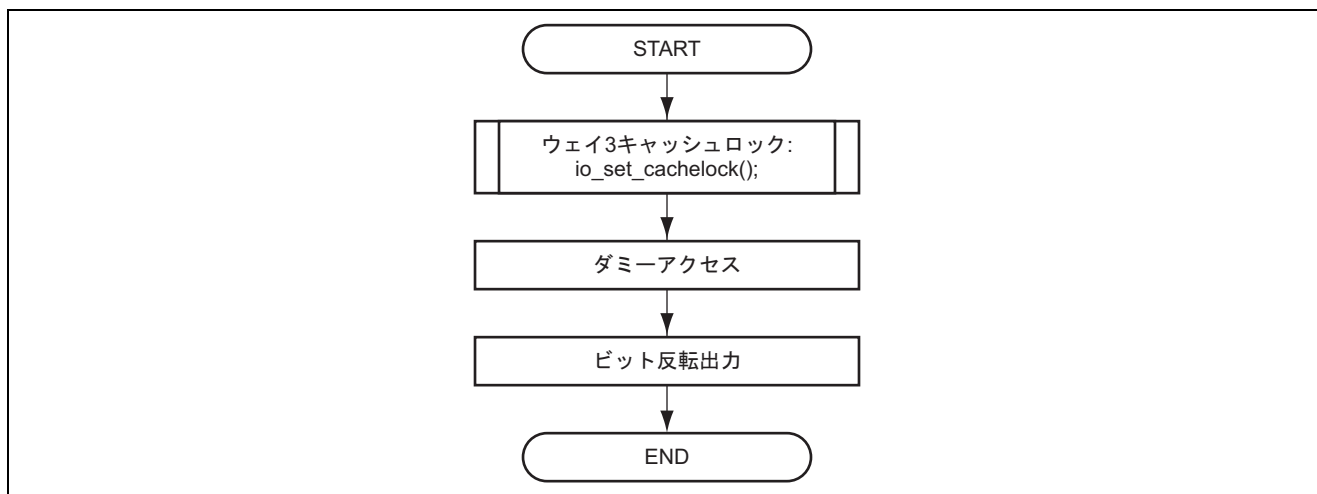 START
ウェイ3キャッシュロック:
io_set_cachelock();
ダミーアクセス
ビット反転出力
END